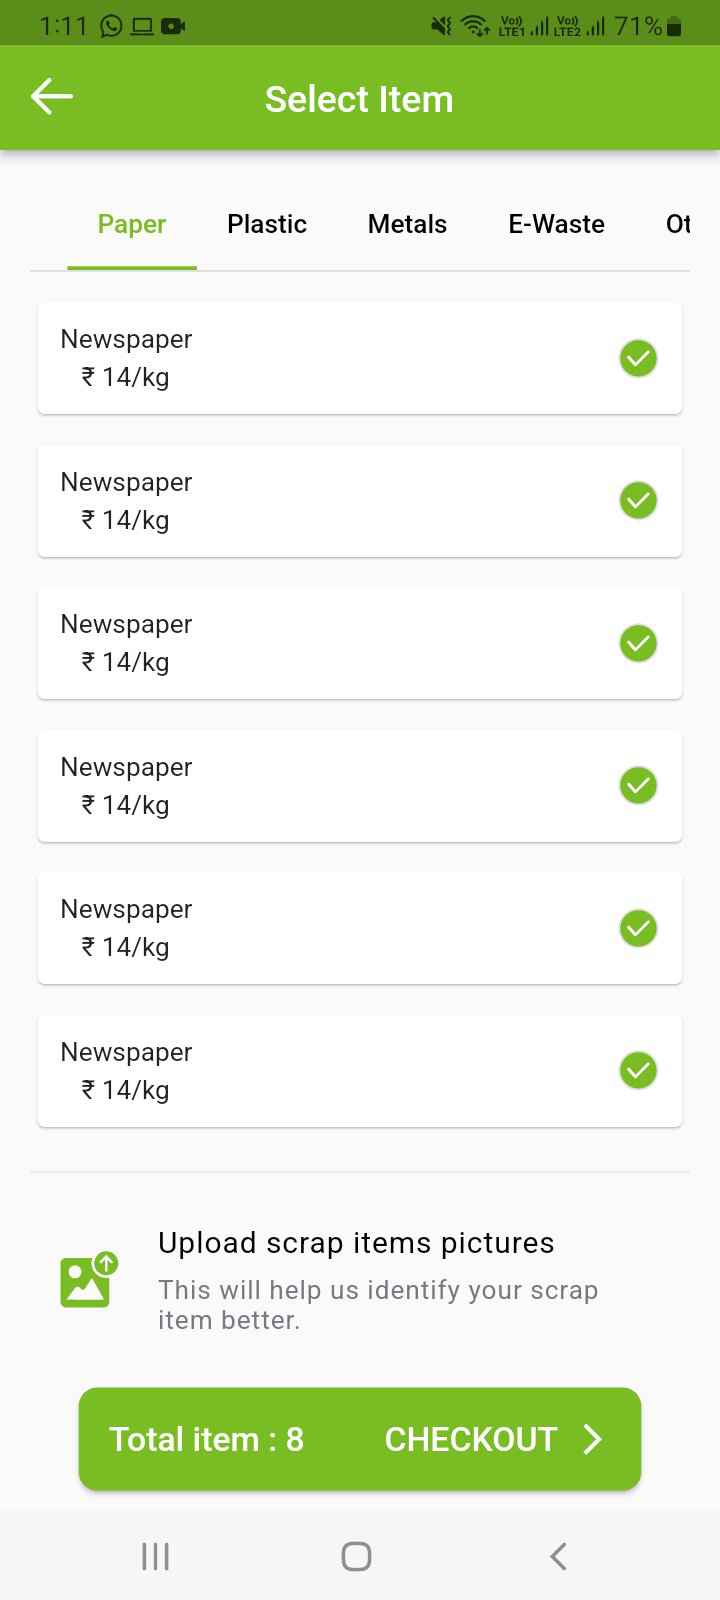 1:11
Vo)) LTE1 Vo)) LTE2 71%
Select Item
Paper Plastic Metals E-Waste Ot
Newspaper
₹ 14/kg
Newspaper
₹ 14/kg
Newspaper
₹ 14/kg
Newspaper
₹ 14/kg
Newspaper
₹ 14/kg
Newspaper
₹ 14/kg
Upload scrap items pictures
This will help us identify your scrap
item better.
Total item : 8 CHECKOUT